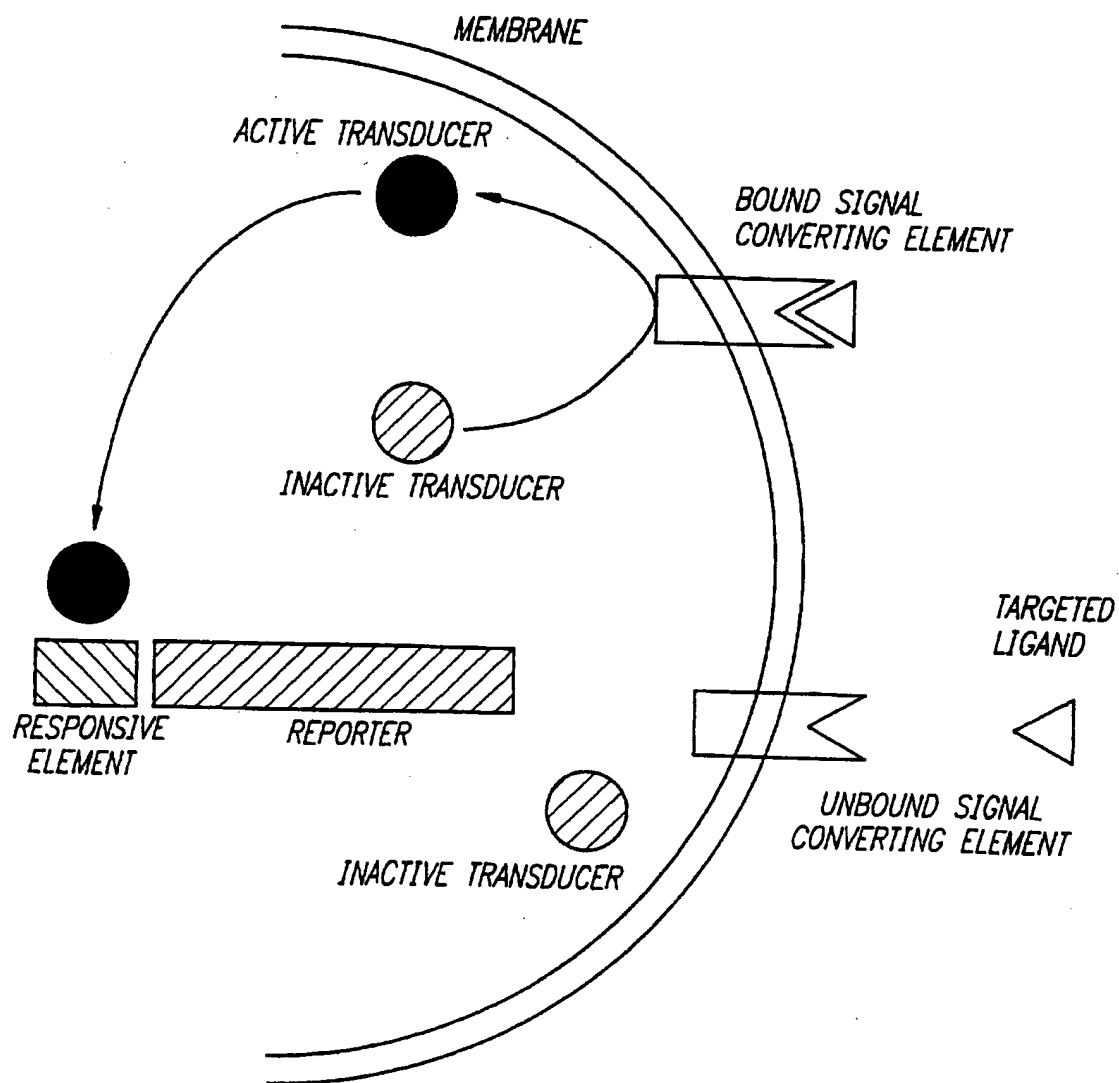 MEMBRANE
ACTIVE TRANSDUCER
BOUND SIGNAL
CONVERTING ELEMENT
INACTIVE TRANSDUCER
TARGETED
LIGAND
RESPONSIVE
ELEMENT
REPORTER
UNBOUND SIGNAL
CONVERTING ELEMENT
INACTIVE TRANSDUCER